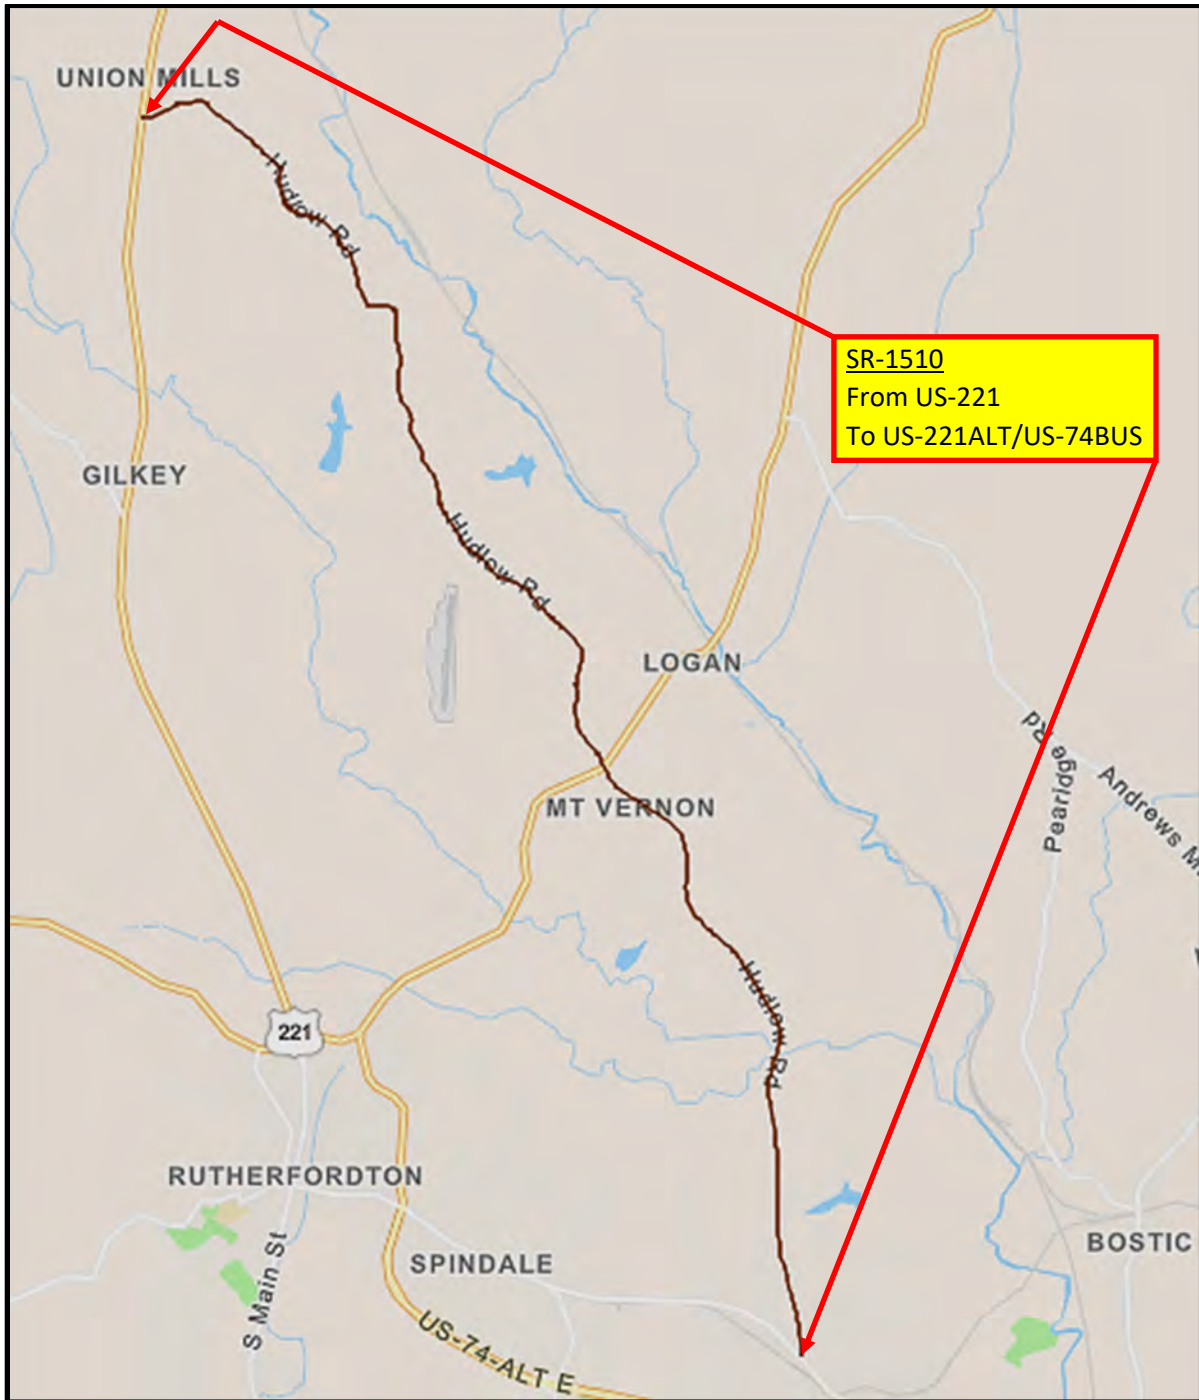 UNION MILLS
Hudlow Rd
SR-1510
From US-221
To US-221ALT/US-74BUS
GILKEY
Hudlow Rd
LOGAN
Pearidge Rd
Andrews M
MT VERNON
Hudlow Rd
221
RUTHERFORDTON
S Main St
SPINDALE
BOSTIC
US-74-ALT E